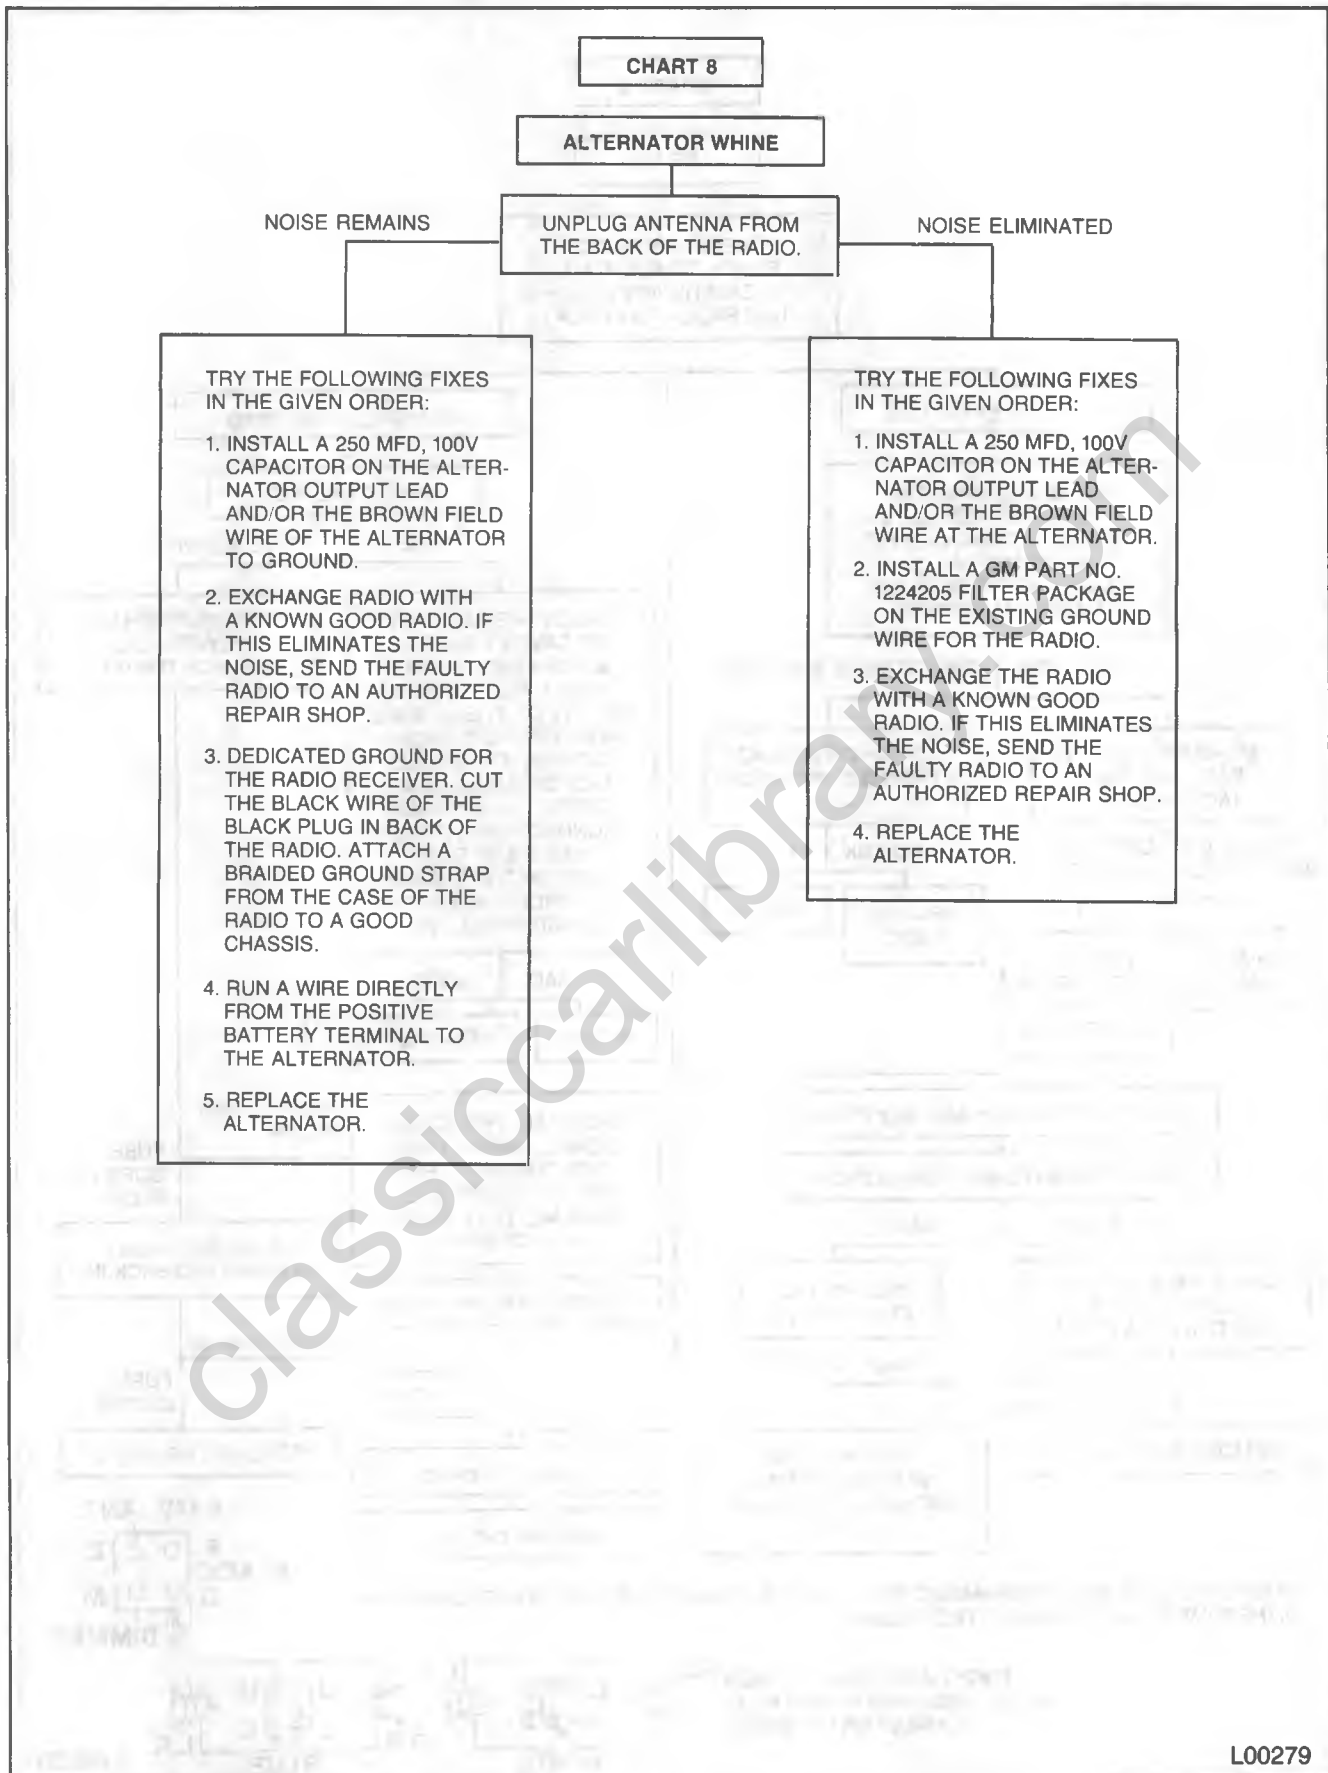 CHART 8
ALTERNATOR WHINE
NOISE REMAINS
UNPLUG ANTENNA FROM
THE BACK OF THE RADIO.
NOISE ELIMINATED
TRY THE FOLLOWING FIXES
IN THE GIVEN ORDER:
1. INSTALL A 250 MFD, 100V
CAPACITOR ON THE ALTER-
NATOR OUTPUT LEAD
AND/OR THE BROWN FIELD
WIRE OF THE ALTERNATOR
TO GROUND.
2. EXCHANGE RADIO WITH
A KNOWN GOOD RADIO. IF
THIS ELIMINATES THE
NOISE, SEND THE FAULTY
RADIO TO AN AUTHORIZED
REPAIR SHOP.
3. DEDICATED GROUND FOR
THE RADIO RECEIVER. CUT
THE BLACK WIRE OF THE
BLACK PLUG IN BACK OF
THE RADIO. ATTACH A
BRAIDED GROUND STRAP
FROM THE CASE OF THE
RADIO TO A GOOD
CHASSIS.
4. RUN A WIRE DIRECTLY
FROM THE POSITIVE
BATTERY TERMINAL TO
THE ALTERNATOR.
5. REPLACE THE
ALTERNATOR.
TRY THE FOLLOWING FIXES
IN THE GIVEN ORDER:
1. INSTALL A 250 MFD, 100V
CAPACITOR ON THE ALTER-
NATOR OUTPUT LEAD
AND/OR THE BROWN FIELD
WIRE AT THE ALTERNATOR.
2. INSTALL A GM PART NO.
1224205 FILTER PACKAGE
ON THE EXISTING GROUND
WIRE FOR THE RADIO.
3. EXCHANGE THE RADIO
WITH A KNOWN GOOD
RADIO. IF THIS ELIMINATES
THE NOISE, SEND THE
FAULTY RADIO TO AN
AUTHORIZED REPAIR SHOP.
4. REPLACE THE
ALTERNATOR.
classiccarlibrary.com
L00279